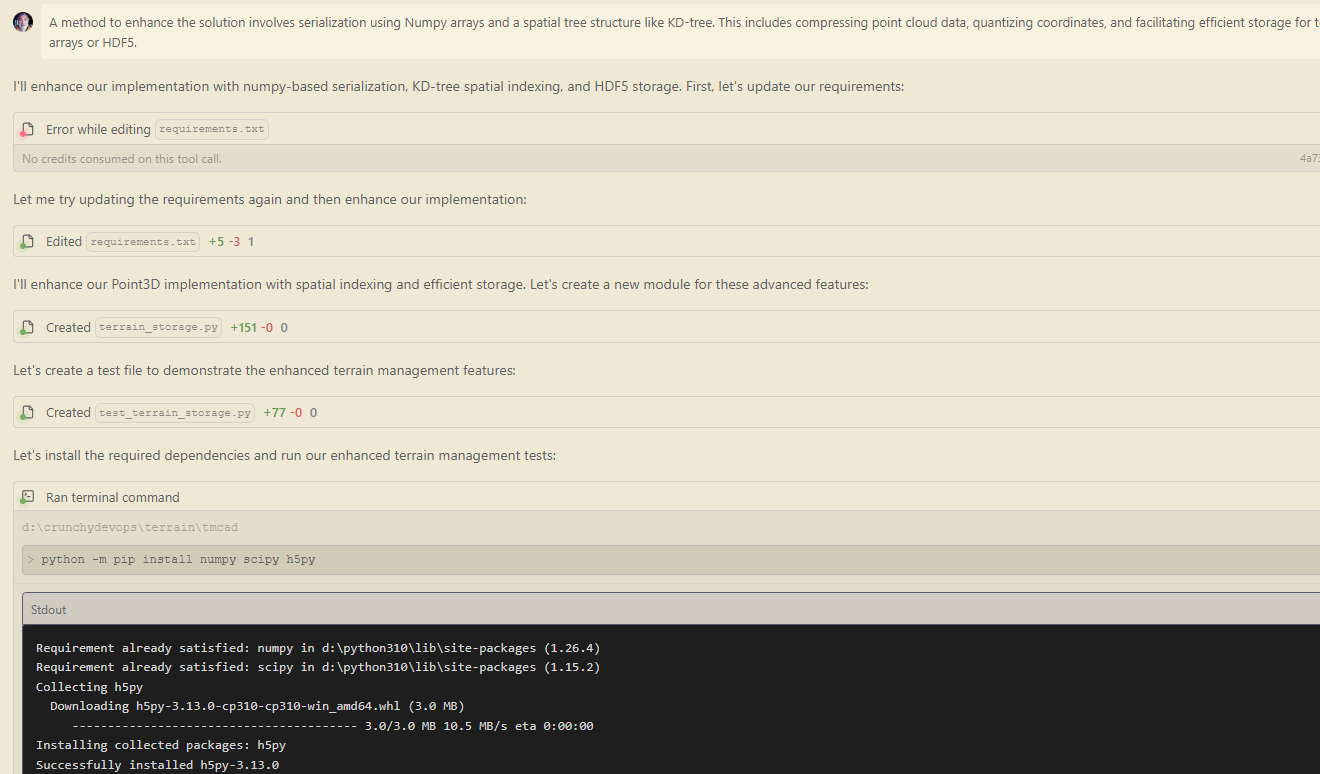 A method to enhance the solution involves serialization using Numpy arrays and a spatial tree structure like KD-tree. This includes compressing point cloud data, quantizing coordinates, and facilitating efficient storage for
arrays or HDF5.
I'll enhance our implementation with numpy-based serialization, KD-tree spatial indexing, and HDF5 storage. First, let's update our requirements:
Error while editing requirements.txt
No credits consumed on this tool call. 4a73
Let me try updating the requirements again and then enhance our implementation:
Edited requirements.txt +5 -3 1
I'll enhance our Point3D implementation with spatial indexing and efficient storage. Let's create a new module for these advanced features:
Created terrain_storage.py +151 -0 0
Let's create a test file to demonstrate the enhanced terrain management features:
Created test_terrain_storage.py +77 -0 0
Let's install the required dependencies and run our enhanced terrain management tests:
Ran terminal command
d:\crunchydevops\terrain\tmcad
> python -m pip install numpy scipy h5py
Stdout
Requirement already satisfied: numpy in d:\python310\lib\site-packages (1.26.4)
Requirement already satisfied: scipy in d:\python310\lib\site-packages (1.15.2)
Collecting h5py
Downloading h5py-3.13.0-cp310-cp310-win_amd64.whl (3.0 MB)
---------------------------------------- 3.0/3.0 MB 10.5 MB/s eta 0:00:00
Installing collected packages: h5py
Successfully installed h5py-3.13.0